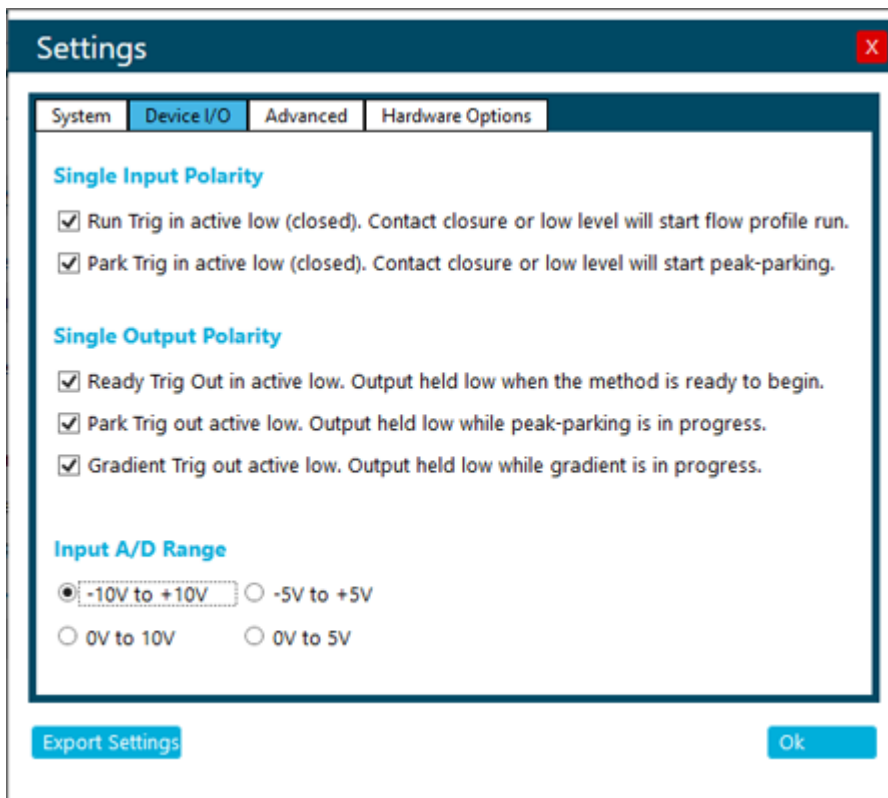 Settings
X
System Device I/O Advanced Hardware Options
Single Input Polarity
Run Trig in active low (closed). Contact closure or low level will start flow profile run.
Park Trig in active low (closed). Contact closure or low level will start peak-parking.
Single Output Polarity
Ready Trig Out in active low. Output held low when the method is ready to begin.
Park Trig out active low. Output held low while peak-parking is in progress.
Gradient Trig out active low. Output held low while gradient is in progress.
Input A/D Range
-10V to +10V -5V to +5V
0V to 10V 0V to 5V
Export Settings Ok